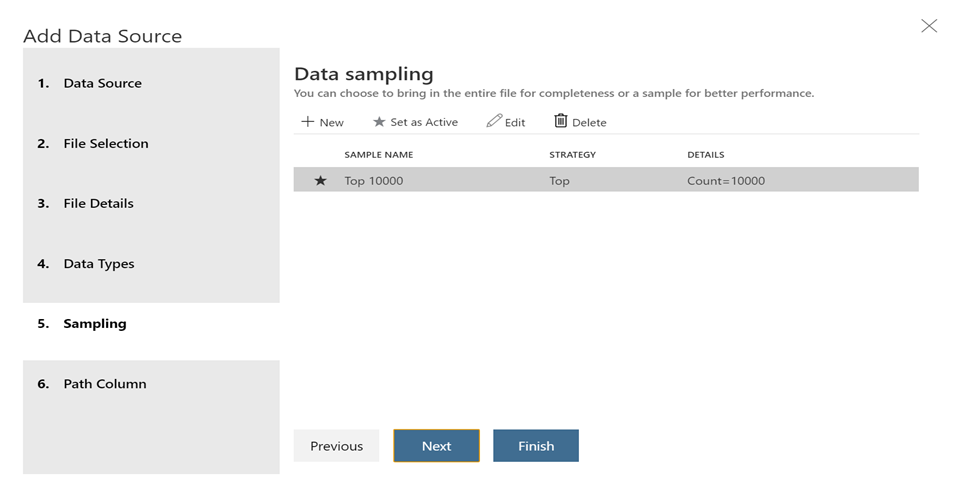 Add Data Source
1. Data Source
2. File Selection
3. File Details
4. Data Types
5. Sampling
6. Path Column
Data sampling
You can choose to bring in the entire file for completeness or a sample for better performance.
New Set as Active Edit Delete
SAMPLE NAME STRATEGY DETAILS
Top 10000 Top Count=10000
Previous Next Finish